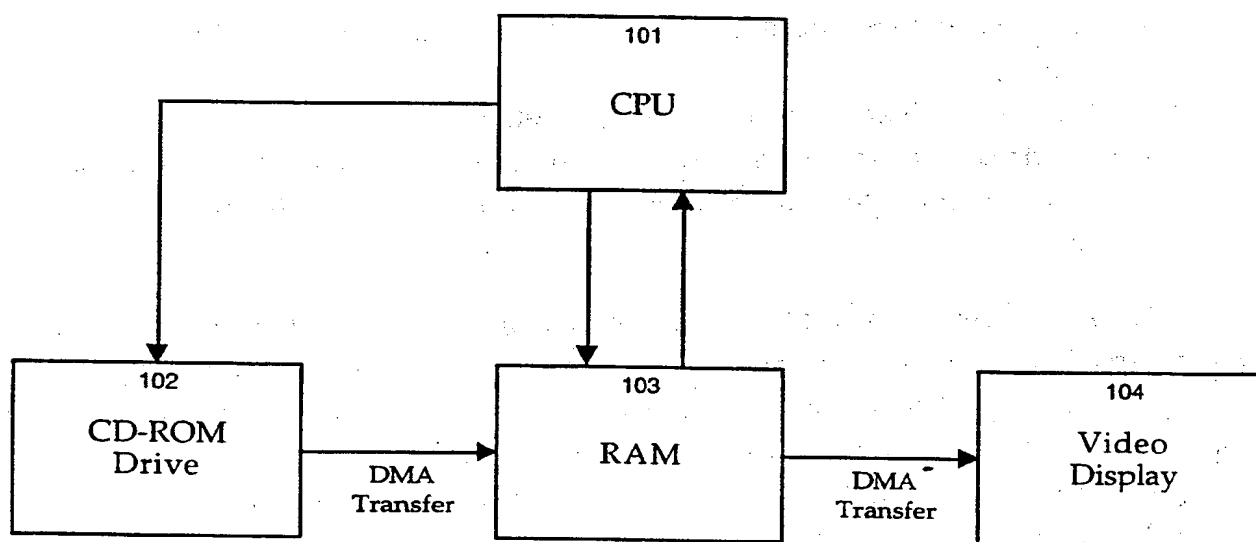 101
CPU
102
CD-ROM
Drive
DMA
Transfer
103
RAM
DMA
Transfer
104
Video
Display